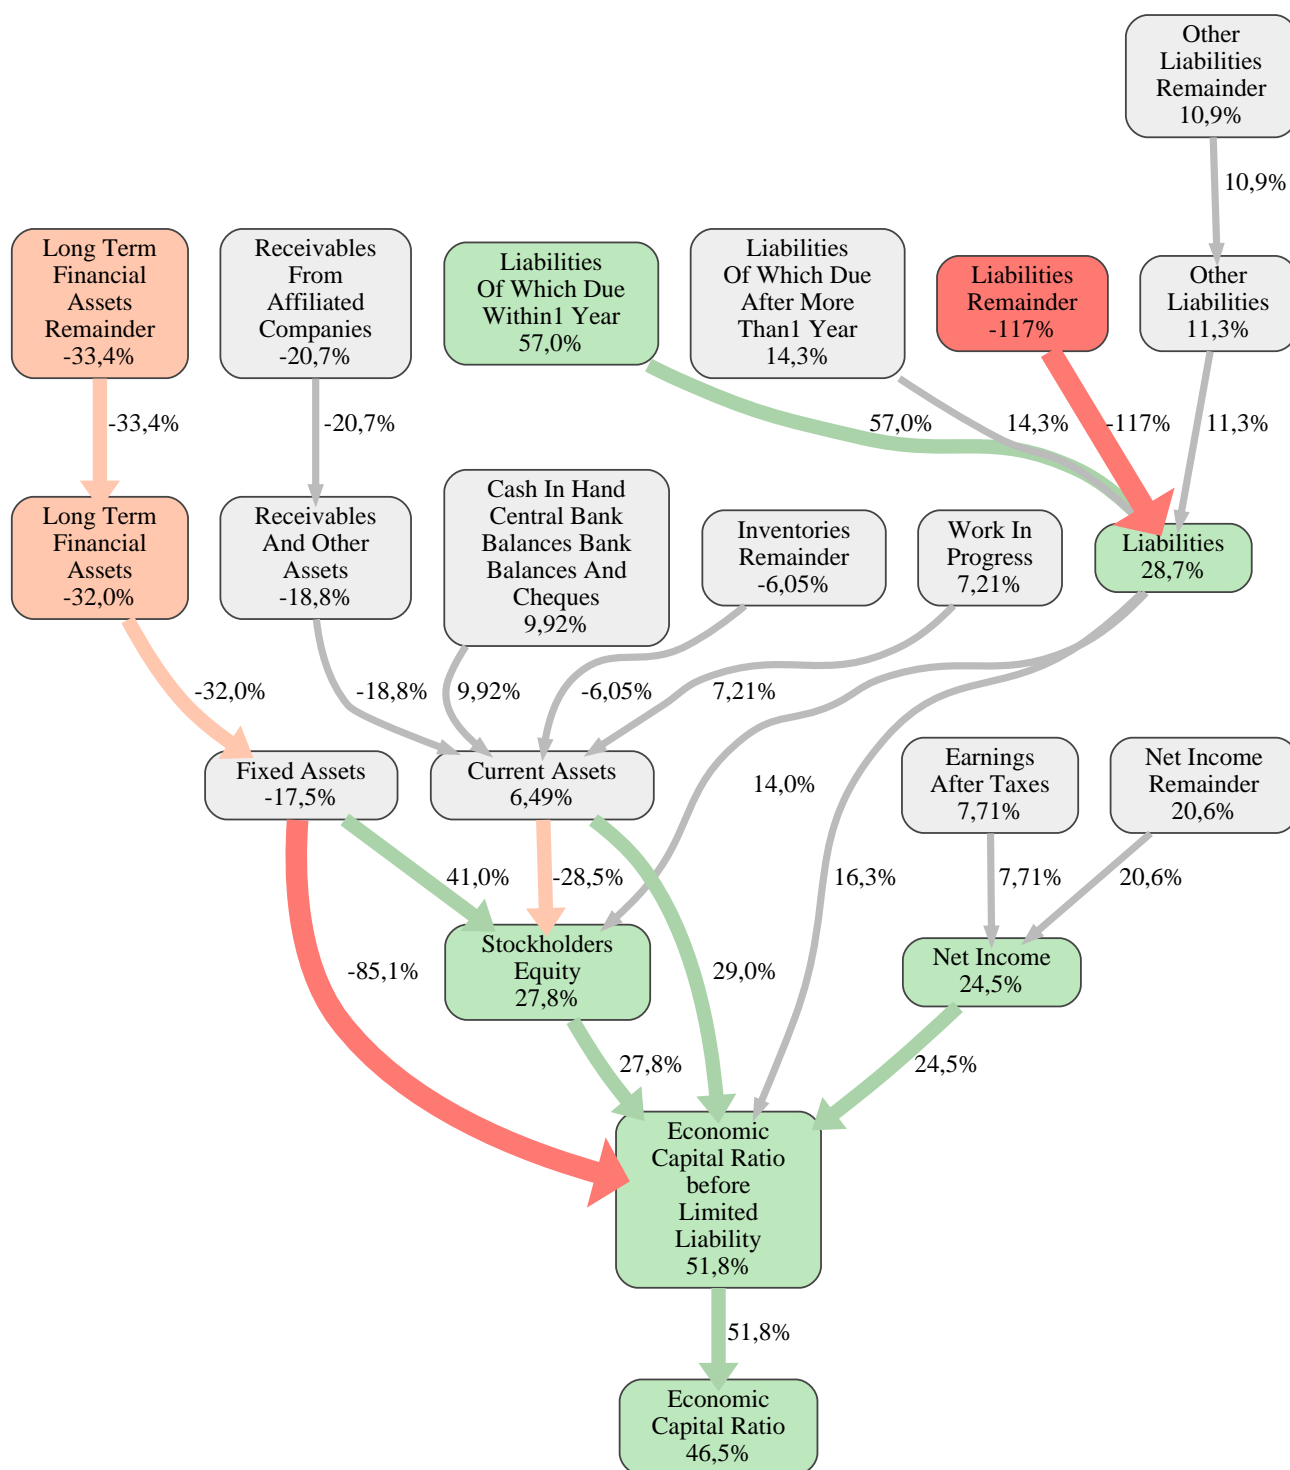 Other
Liabilities
Remainder
10,9%
10,9%
Long Term
Financial
Assets
Remainder
-33,4%
Receivables
From
Affiliated
Companies
-20,7%
Liabilities
Of Which Due
Within1 Year
57,0%
Liabilities
Of Which Due
After More
Than1 Year
14,3%
Liabilities
Remainder
-117%
Other
Liabilities
11,3%
-33,4%
-20,7%
57,0%
14,3%
-117%
11,3%
Long Term
Financial
Assets
-32,0%
Receivables
And Other
Assets
-18,8%
Cash In Hand
Central Bank
Balances Bank
Balances And
Cheques
9,92%
Inventories
Remainder
-6,05%
Work In
Progress
7,21%
Liabilities
28,7%
-32,0%
-18,8%
9,92%
-6,05%
7,21%
Fixed Assets
-17,5%
Current Assets
6,49%
14,0%
Earnings
After Taxes
7,71%
Net Income
Remainder
20,6%
41,0%
-28,5%
16,3%
7,71%
20,6%
Stockholders
Equity
27,8%
-85,1%
29,0%
Net Income
24,5%
27,8%
24,5%
Economic
Capital Ratio
before
Limited
Liability
51,8%
51,8%
Economic
Capital Ratio
46,5%